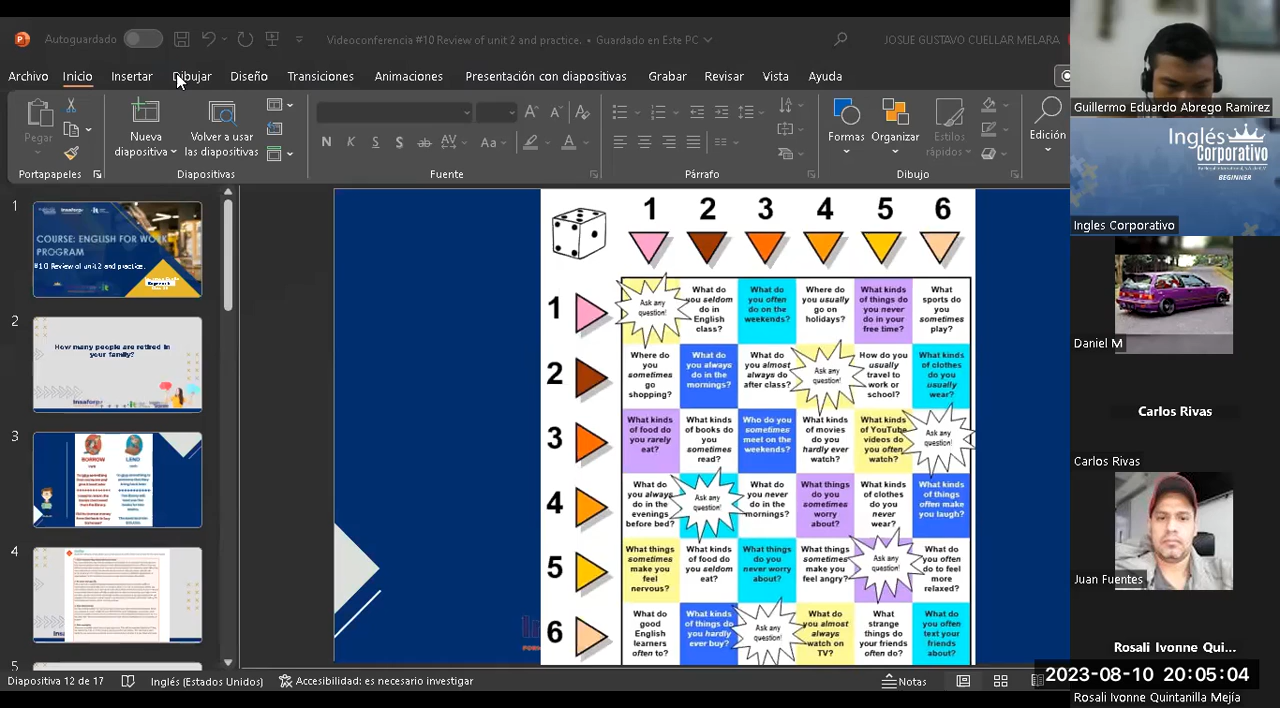 Autoguardado
Videoconferencia #10 Review of unit 2 and practice. • Guardado en Este PC
JOSUE GUSTAVO CUELLAR MELARA
Archivo Inicio Insertar Dibujar Diseño Transiciones Animaciones Presentación con diapositivas Grabar Revisar Vista Ayuda
Pegar
Nueva
diapositiva
Volver a usar
las diapositivas
N K S S ab AV Aa A
Formas
Organizar
Estilos
rápidos
Edición
Portapapeles
Diapositivas
Fuente
Párrafo
Dibujo
1
COURSE: ENGLISH FOR WORK
PROGRAM
#10 Review of unit 2 and practice.
2
How many people are retired in
your family?
3
BORROW
LEND
4
5
1 2 3 4 5 6
1
Ask any
question!
What do
you seldom
do in
English
class?
What do
you often
do on the
weekends?
Where do
you usually
go on
holidays?
What kinds
of things do
you never
do in your
free time?
What
sports do
you
sometimes
play?
2
Where do
you
sometimes
go
shopping?
What do
you always
do in the
mornings?
What do
you almost
always do
after class?
Ask any
question!
How do you
usually
travel to
work or
school?
What kinds
of clothes
do you
usually
wear?
3
What kinds
of food do
you rarely
eat?
What kinds
of books do
you
sometimes
read?
Who do you
sometimes
meet on the
weekends?
What kinds
of movies
do you
hardly ever
watch?
What kinds
of YouTube
videos do
you often
watch?
Ask any
question!
4
What do
you always
do in the
evenings
before bed?
Ask any
question!
What do
you never
do in the
mornings?
What things
do you
sometimes
worry
about?
What kinds
of clothes
do you
never
wear?
What kinds
of things
often make
you laugh?
5
What things
sometimes
make you
feel
nervous?
What kinds
of food do
you seldom
eat?
What things
do you
never worry
about?
What things
sometimes
make you
feel angry?
Ask any
question!
What do
you often
do to feel
more
relaxed?
6
What do
good
English
learners
often to?
What kinds
of things do
you hardly
ever buy?
Ask any
question!
What do
you almost
always
watch on
TV?
What
strange
things do
your friends
often do?
What do
you often
text your
friends
about?
Diapositiva 12 de 17
Inglés (Estados Unidos)
Accesibilidad: es necesario investigar
Notas
Guillermo Eduardo Abrego Ramirez
Inglés
Corporativo
BEGINNER
Ingles Corporativo
Daniel M
Carlos Rivas
Carlos Rivas
Juan Fuentes
Rosali Ivonne Qui...
2023-08-10 20:05:04
Rosali Ivonne Quintanilla Mejía